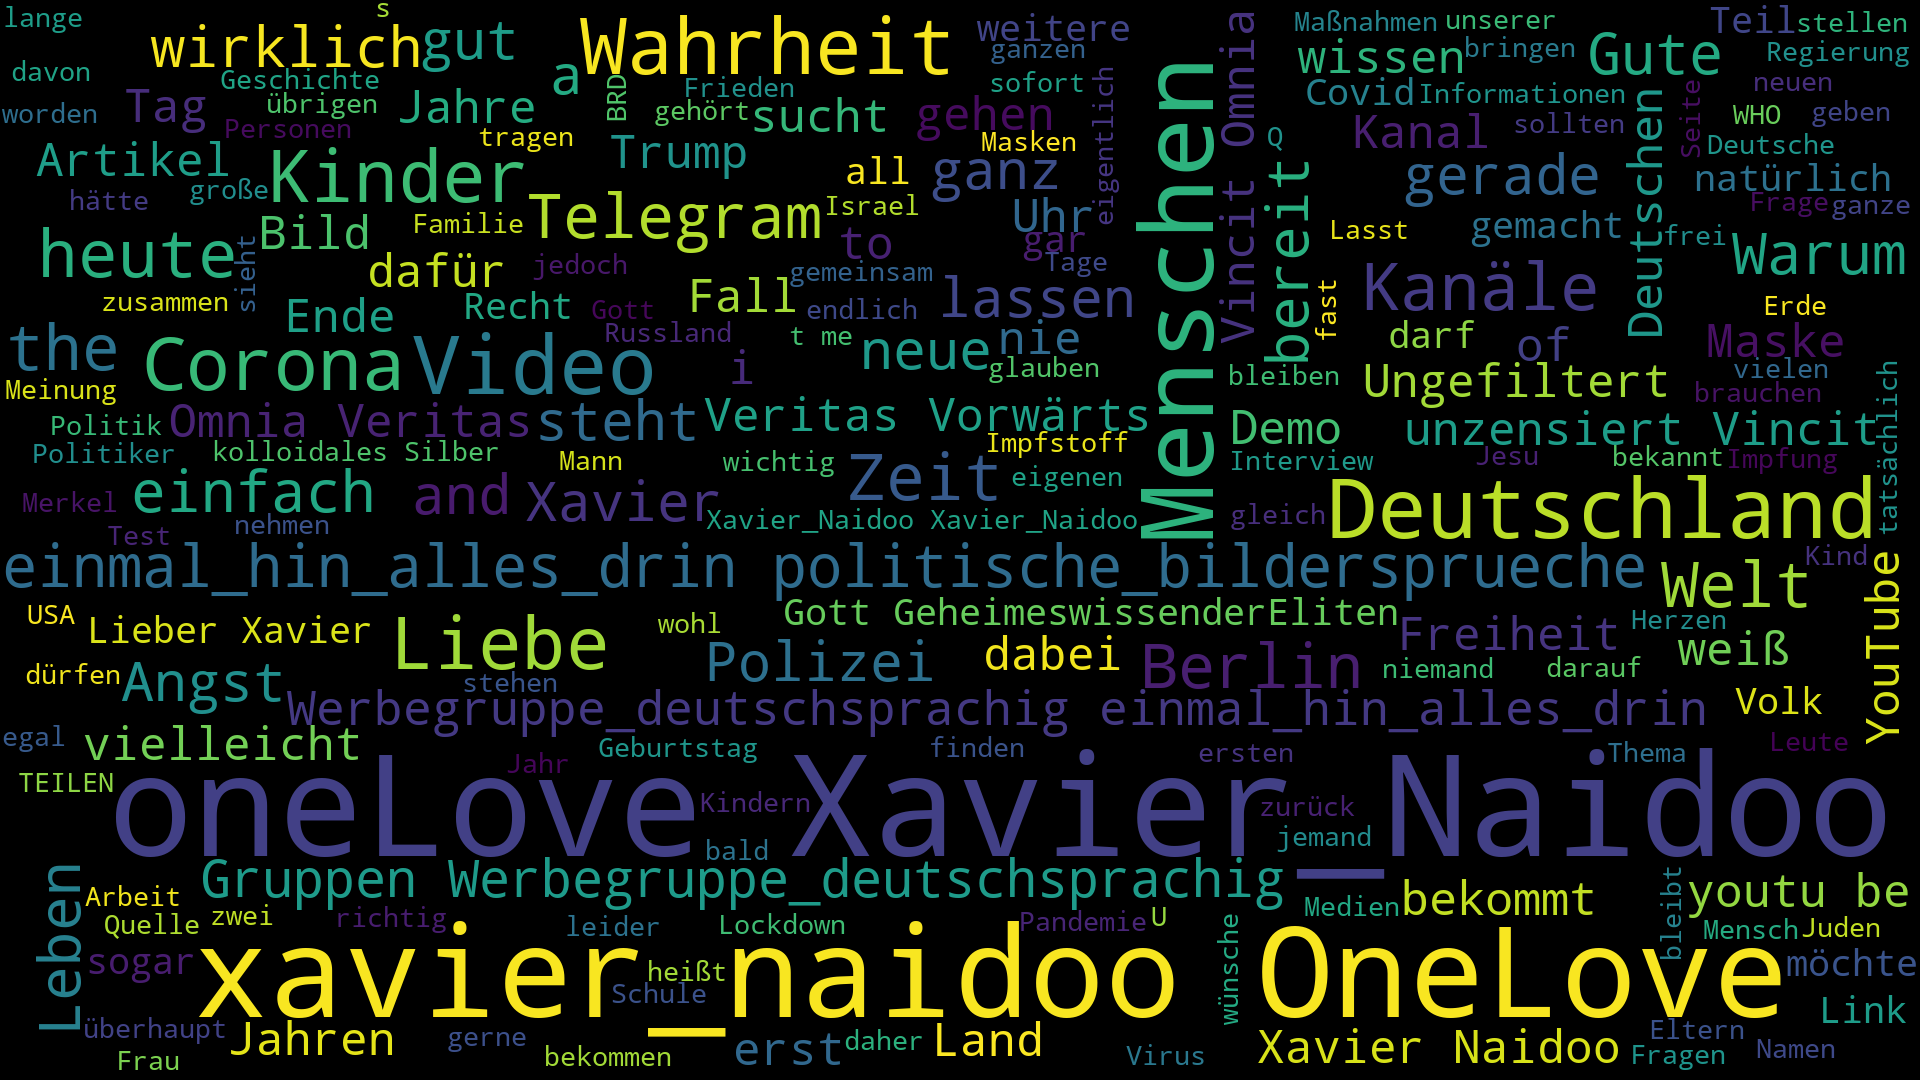 lange
s
wirklich
gut
Wahrheit
weitere
ganzen
Vincit Omnia
Maßnahmen
unserer
bringen
Gute
Teil
stellen
Regierung
davon
Geschichte
a
BRD
Frieden
sofort
wissen
neuen
worden
Tag
übrigen
Jahre
gehört
sucht
gehen
eigentlich
Menschen
Covid
Informationen
Deutschen
Seite
WHO
geben
Personen
tragen
Trump
Masken
Q
Kanal
sollten
Deutsche
Artikel
Kinder
all
ganz
bereit
gerade
natürlich
hätte
große
Familie
Telegram
Israel
Uhr
Lasst
gemacht
frei
Frage
ganze
heute
sieht
Bild
to
gar
Warum
dafür
jedoch
gemeinsam
Tage
Kanäle
zusammen
Ende
Recht
Gott
Fall
endlich
lassen
fast
Erde
the
Russland
t me
nie
darf
of
Maske
Corona
Video
i
neue
glauben
bleiben
Ungefiltert
vielen
brauchen
tatsächlich
Meinung
Politik
Omnia Veritas
steht
Veritas Vorwärts
Demo
unzensiert Vincit
Politiker
kolloidales Silber
Mann
wichtig
Impfstoff
Interview
Jesu
bekannt
Impfung
Merkel
einfach
and
Xavier
Zeit
eigenen
Deutschland
Test
nehmen
Xavier_Naidoo Xavier_Naidoo
gleich
einmal_hin_alles_drin politische_bildersprueche
Welt
Kind
YouTube
USA
Lieber Xavier
Liebe
wohl
Gott GeheimeswissenderEliten
Freiheit
Herzen
dürfen
Angst
stehen
Polizei
dabei
Berlin
niemand
darauf
weiß
Werbegruppe_deutschsprachig einmal_hin_alles_drin
Volk
egal
vielleicht
Jahr
Geburtstag
finden
ersten
Thema
Leute
TEILEN
oneLove Xavier_Naidoo
Kindern
zurück
bald
jemand
Leben
Arbeit
Gruppen Werbegruppe_deutschsprachig
Medien
bekommt
bleibt
youtu be
Quelle
zwei
richtig
leider
Lockdown
Pandemie
U
wünsche
Mensch
Juden
sogar
xavier_naidoo
heißt
Schule
OneLove
möchte
Link
überhaupt
Jahren
gerne
erst
daher
Land
Xavier Naidoo
Eltern
Fragen
Namen
Frau
bekommen
Virus